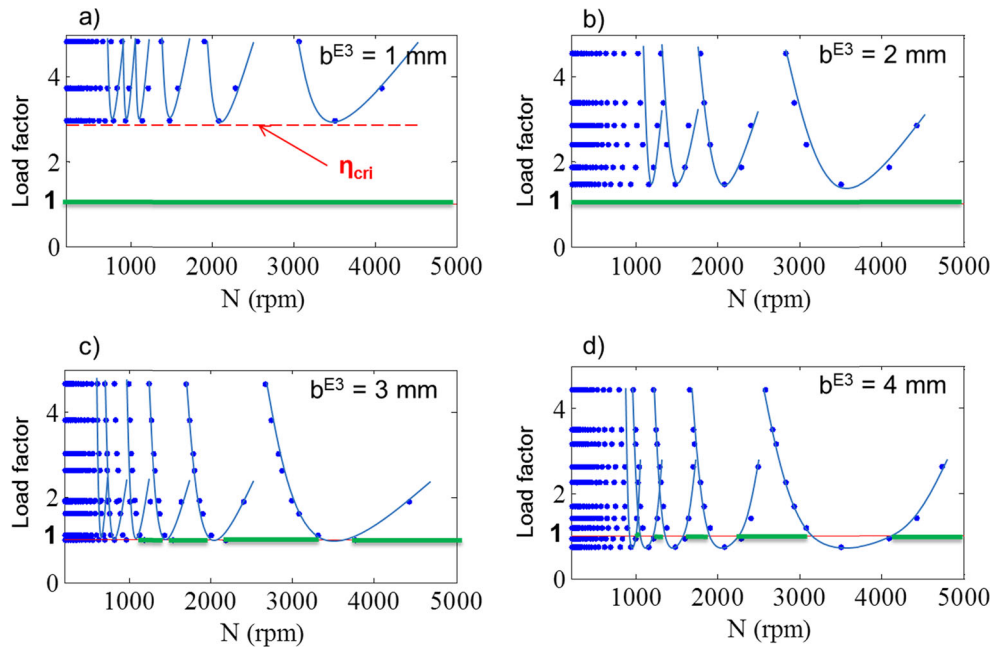 a)
b^E3 = 1 mm
4
2
1
0
Load factor
η_cri
1000 2000 3000 4000 5000
N (rpm)
b)
b^E3 = 2 mm
4
2
1
0
Load factor
1000 2000 3000 4000 5000
N (rpm)
c)
b^E3 = 3 mm
4
2
1
0
Load factor
1000 2000 3000 4000 5000
N (rpm)
d)
b^E3 = 4 mm
4
2
1
0
Load factor
1000 2000 3000 4000 5000
N (rpm)